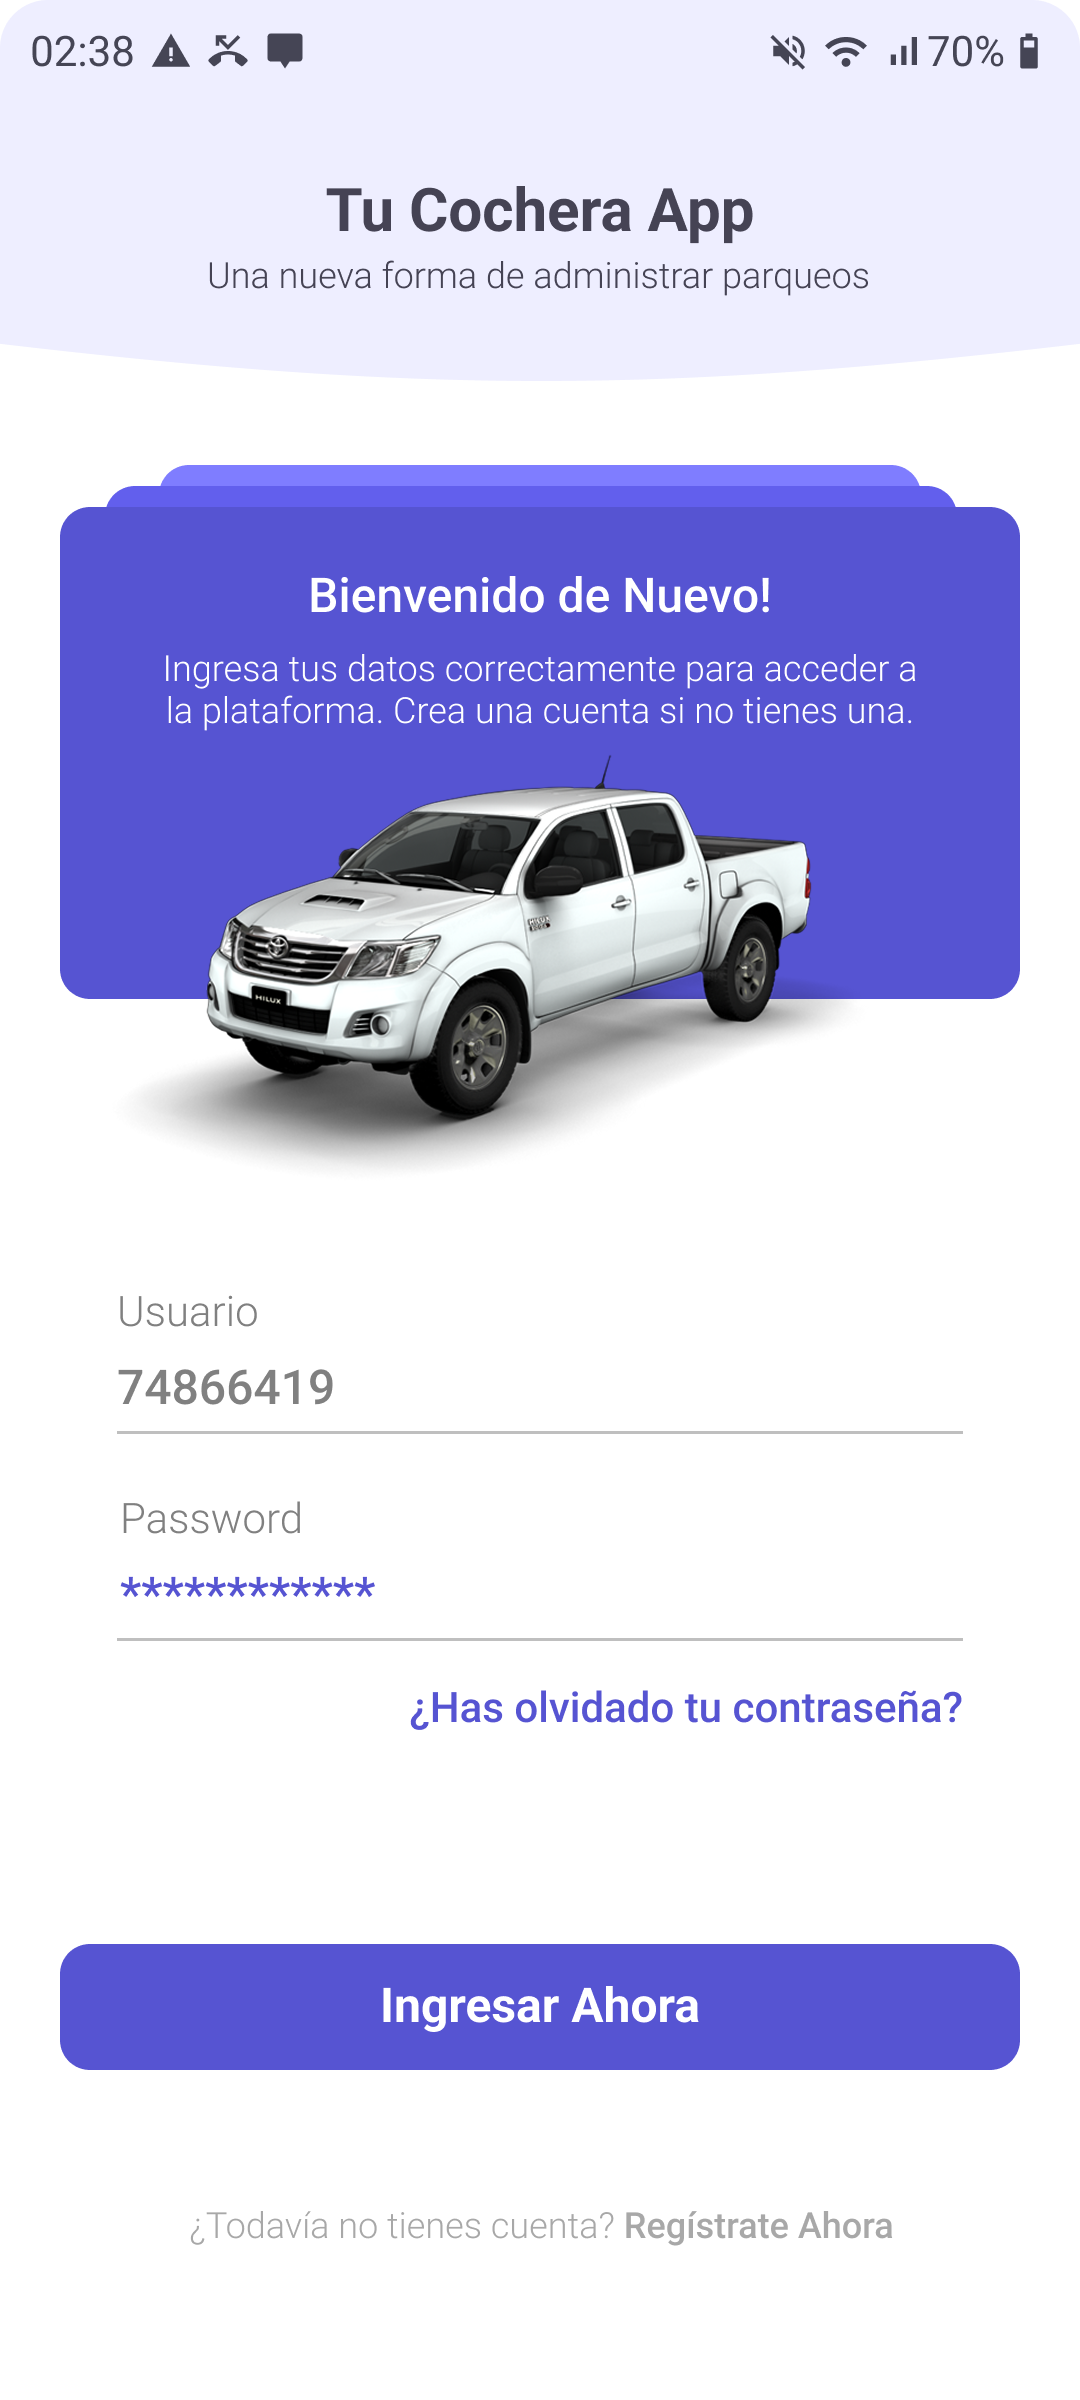 02:38
70%
Tu Cochera App
Una nueva forma de administrar parqueos
Bienvenido de Nuevo!
Ingresa tus datos correctamente para acceder a
la plataforma. Crea una cuenta si no tienes una.
HILUX
Usuario
74866419
Password
************
¿Has olvidado tu contraseña?
Ingresar Ahora
¿Todavía no tienes cuenta? Regístrate Ahora